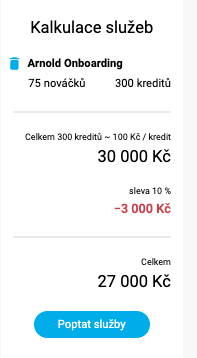 Kalkulace služeb
Arnold Onboarding
75 nováčků 300 kreditů
Celkem 300 kreditů ~ 100 Kč / kredit
30 000 Kč
sleva 10 %
−3 000 Kč
Celkem
27 000 Kč
Poptat služby